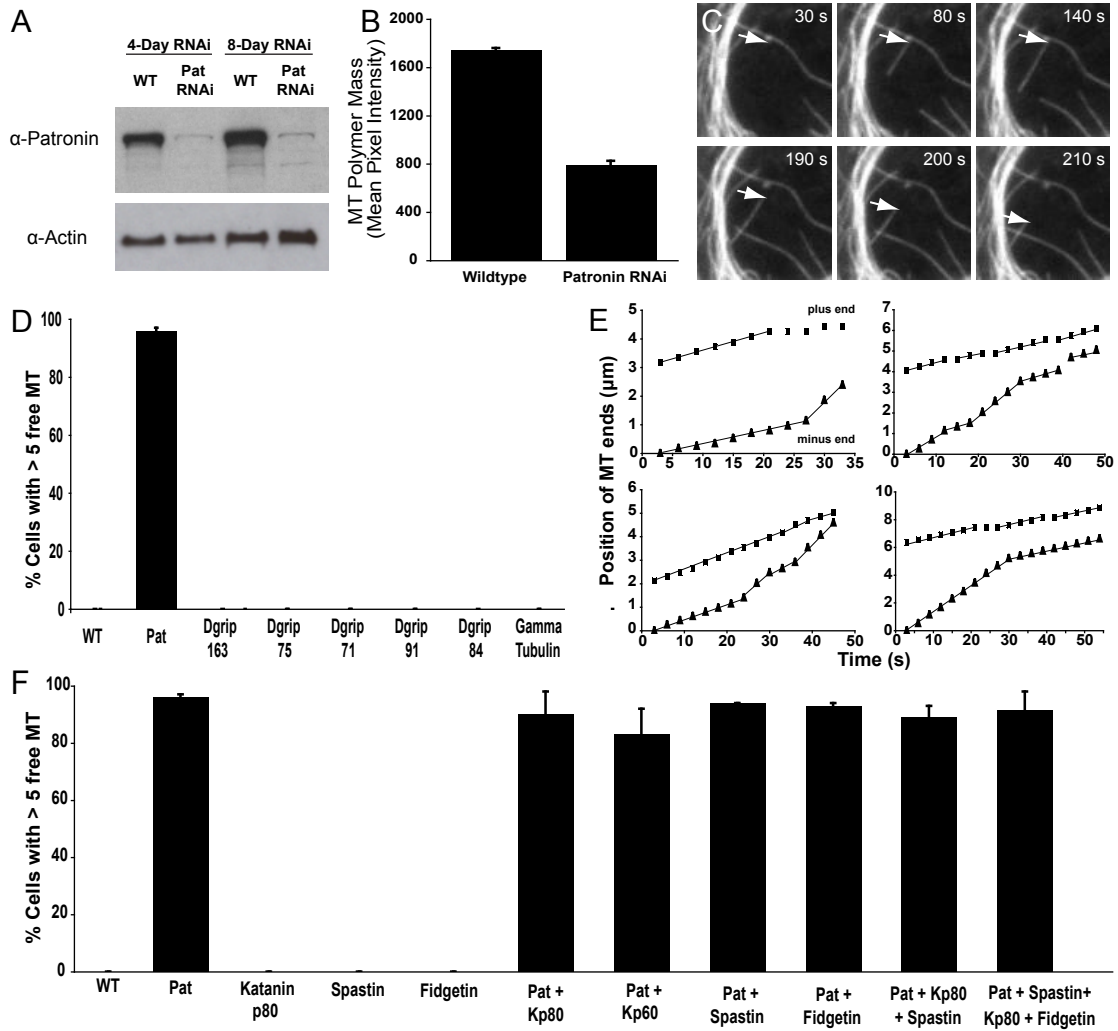 A
4-Day RNAi 8-Day RNAi
WT Pat RNAi WT Pat RNAi
α-Patronin
α-Actin
B
MT Polymer Mass
(Mean Pixel Intensity)
2000
1600
1200
800
400
0
Wildtype Patronin RNAi
C
30 s 80 s 140 s
190 s 200 s 210 s
D
% Cells with > 5 free MT
100
80
60
40
20
0
WT Pat Dgrip 163 Dgrip 75 Dgrip 71 Dgrip 91 Dgrip 84 Gamma Tubulin
E
Position of MT ends (μm)
5
4
3
2
1
0
plus end
minus end
0 5 10 15 20 25 30 35
7
6
5
4
3
2
1
0
0 10 20 30 40 50
6
5
4
3
2
1
0
0 10 20 30 40 50
10
8
6
4
2
0
0 10 20 30 40 50
Time (s)
F
% Cells with > 5 free MT
100
80
60
40
20
0
WT Pat Katanin p80 Spastin Fidgetin Pat + Kp80 Pat + Kp60 Pat + Spastin Pat + Fidgetin Pat + Kp80 + Spastin Pat + Spastin+ Kp80 + Fidgetin